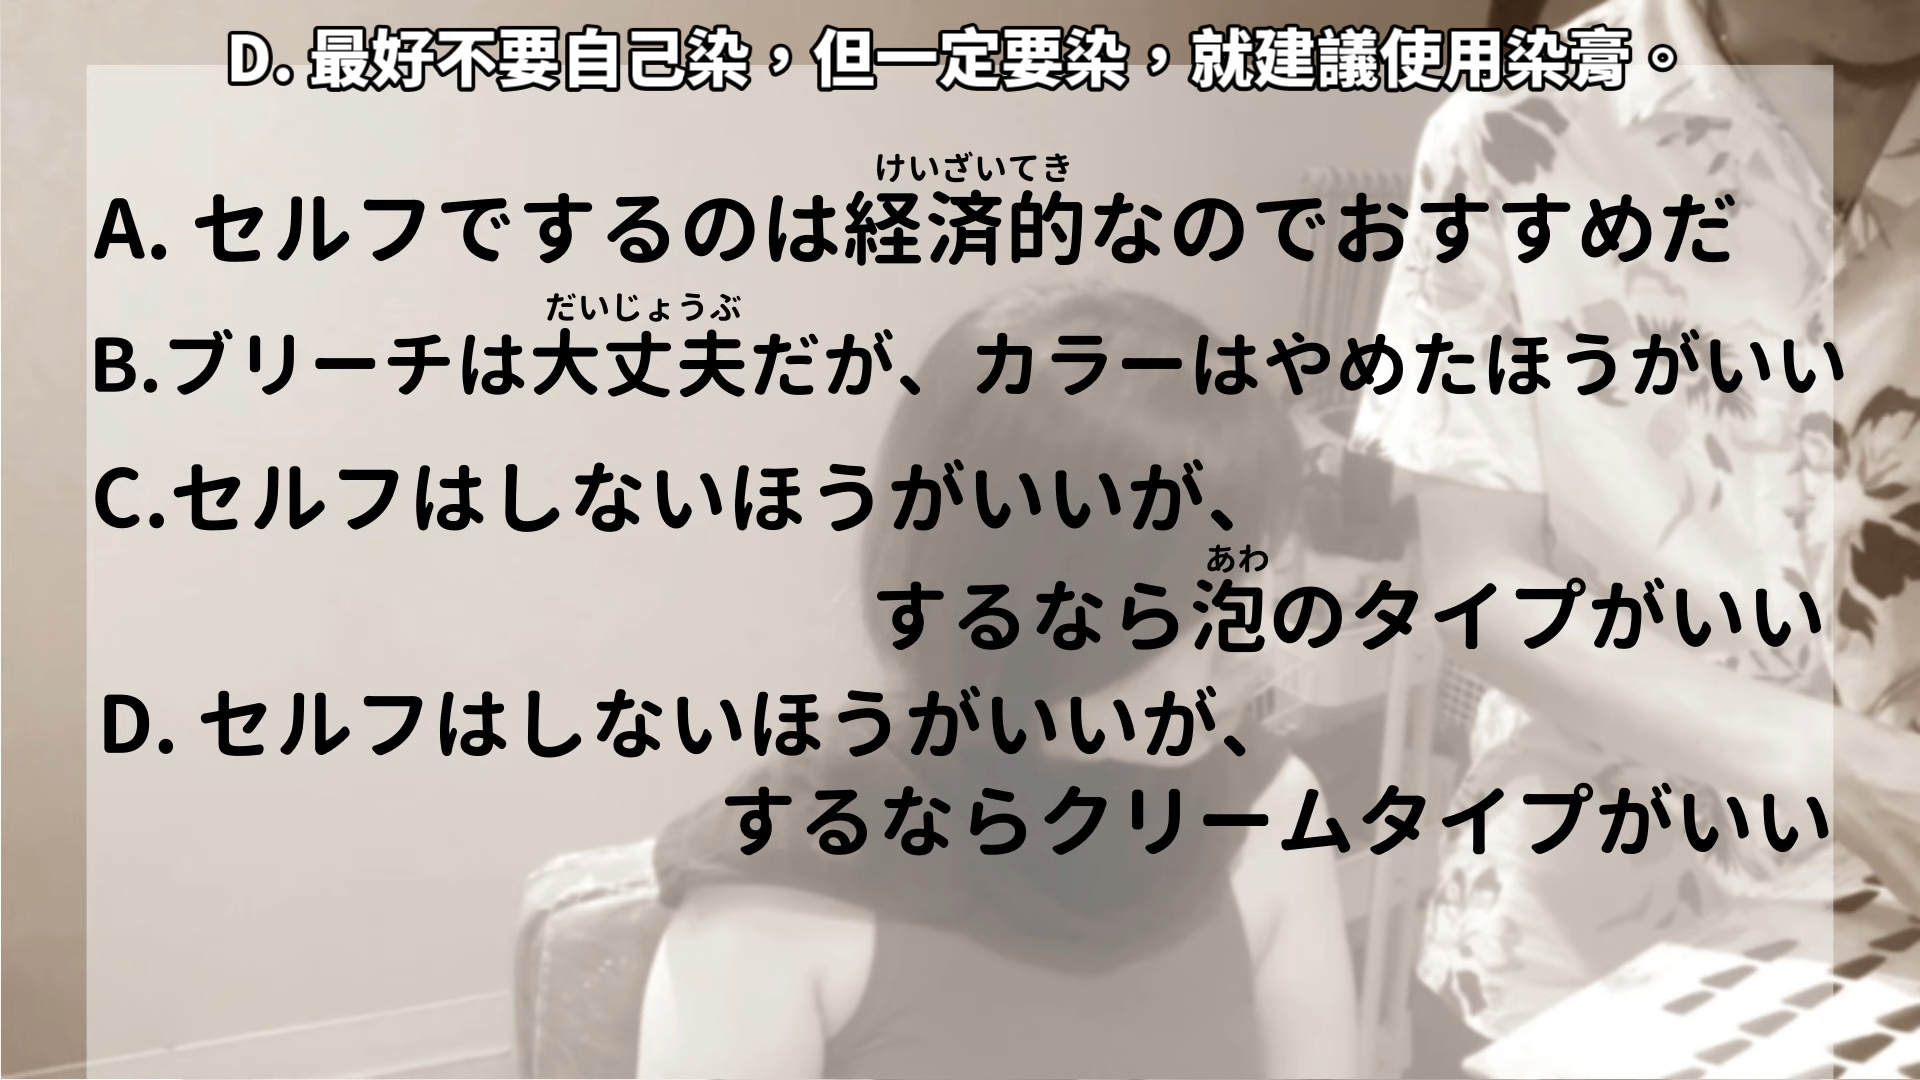 D. 最好不要自己染，但一定要染，就建議使用染膏。
けいざいてき
A. セルフでするのは経済的なのでおすすめだ
だいじょうぶ
B.ブリーチは大丈夫だが、カラーはやめたほうがいい
C.セルフはしないほうがいいが、
あわ
するなら泡のタイプがいい
D. セルフはしないほうがいいが、
するならクリームタイプがいい